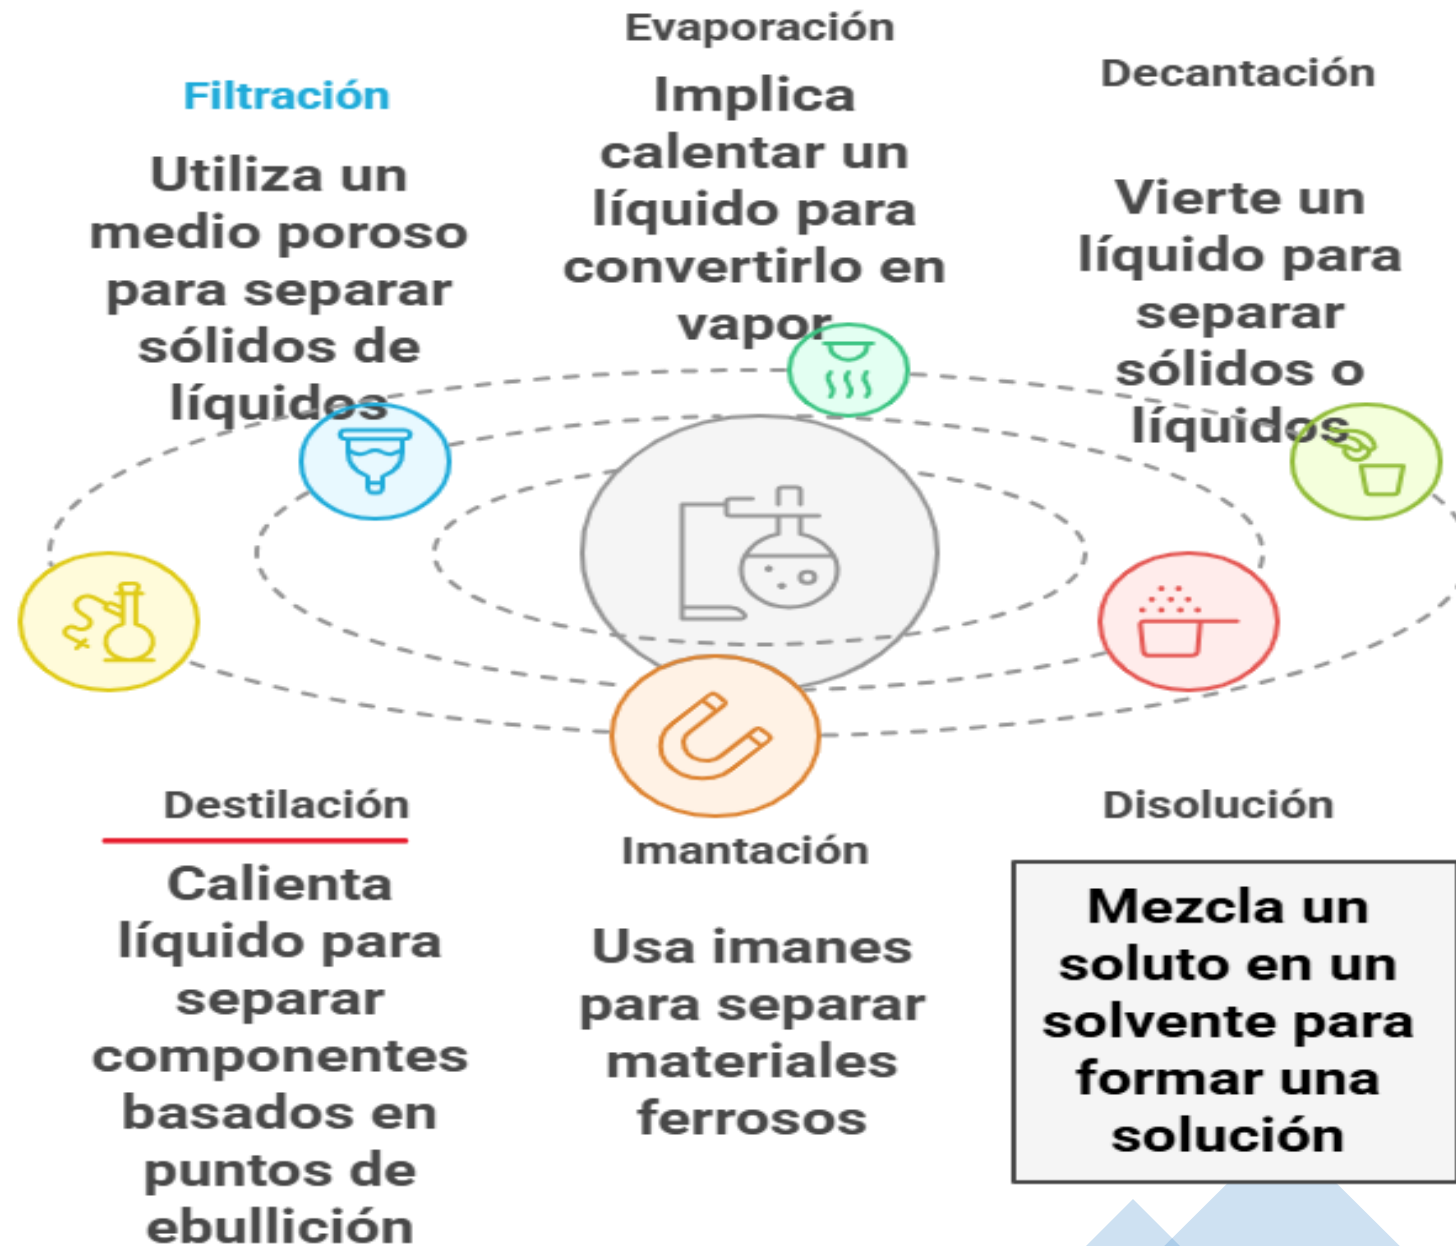 Filtración
Utiliza un
medio poroso
para separar
sólidos de
líquidos
Evaporación
Implica
calentar un
líquido para
convertirlo en
vapor
Decantación
Vierte un
líquido para
separar
sólidos o
líquidos
Destilación
Calienta
líquido para
separar
componentes
basados en
puntos de
ebullición
Imantación
Usa imanes
para separar
materiales
ferrosos
Disolución
Mezcla un
soluto en un
solvente para
formar una
solución